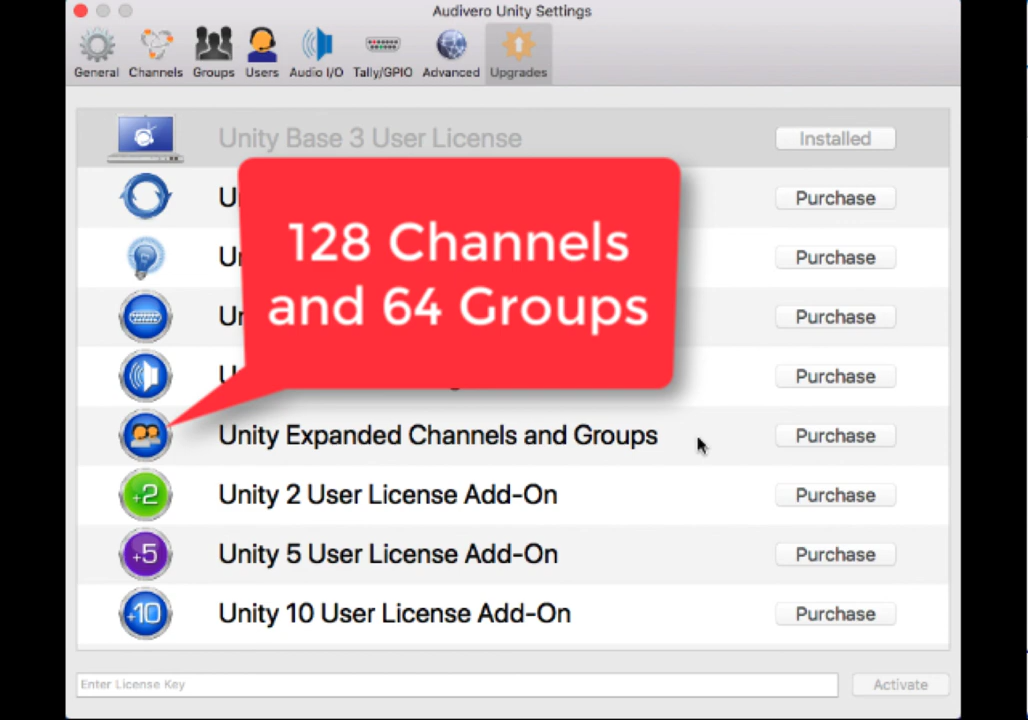 Audivero Unity Settings
General Channels Groups Users Audio I/O Tally/GPIO Advanced Upgrades
Unity Base 3 User License Installed
Purchase
128 Channels
Purchase
and 64 Groups
Purchase
Purchase
Unity Expanded Channels and Groups Purchase
+2 Unity 2 User License Add-On Purchase
+5 Unity 5 User License Add-On Purchase
+10 Unity 10 User License Add-On Purchase
Enter License Key Activate